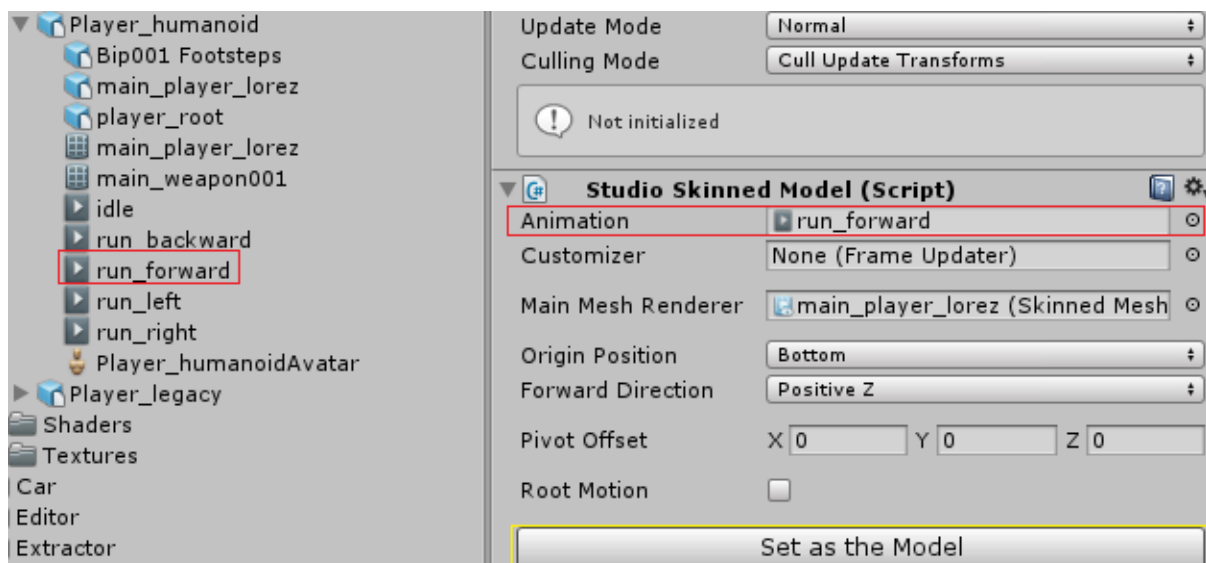 Player_humanoid
Bip001 Footsteps
main_player_lorez
player_root
main_player_lorez
main_weapon001
idle
run_backward
run_forward
run_left
run_right
Player_humanoidAvatar
Player_legacy
Shaders
Textures
Car
Editor
Extractor
Update Mode Normal
Culling Mode Cull Update Transforms
Not initialized
Studio Skinned Model (Script)
Animation run_forward
Customizer None (Frame Updater)
Main Mesh Renderer main_player_lorez (Skinned Mesh
Origin Position Bottom
Forward Direction Positive Z
Pivot Offset X 0 Y 0 Z 0
Root Motion
Set as the Model